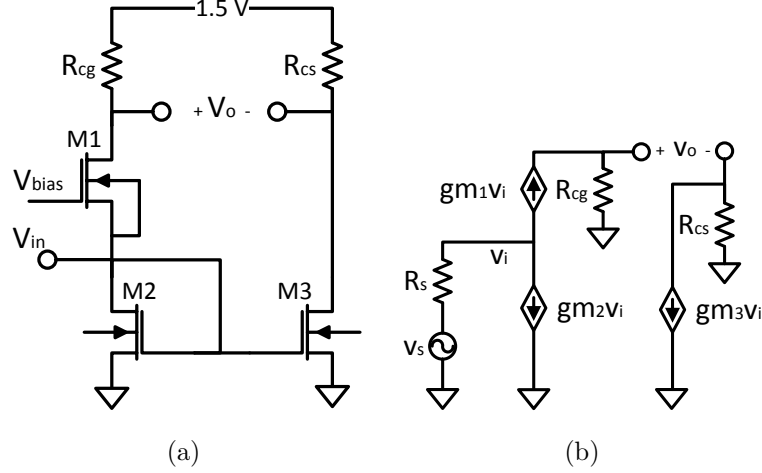 1.5 V
Rcg
Rcs
+ Vo -
M1
Vbias
Vin
M2
M3
(a)
+ vo -
gm1vi
Rcg
Rcs
vi
Rs
gm2vi
gm3vi
vs
(b)